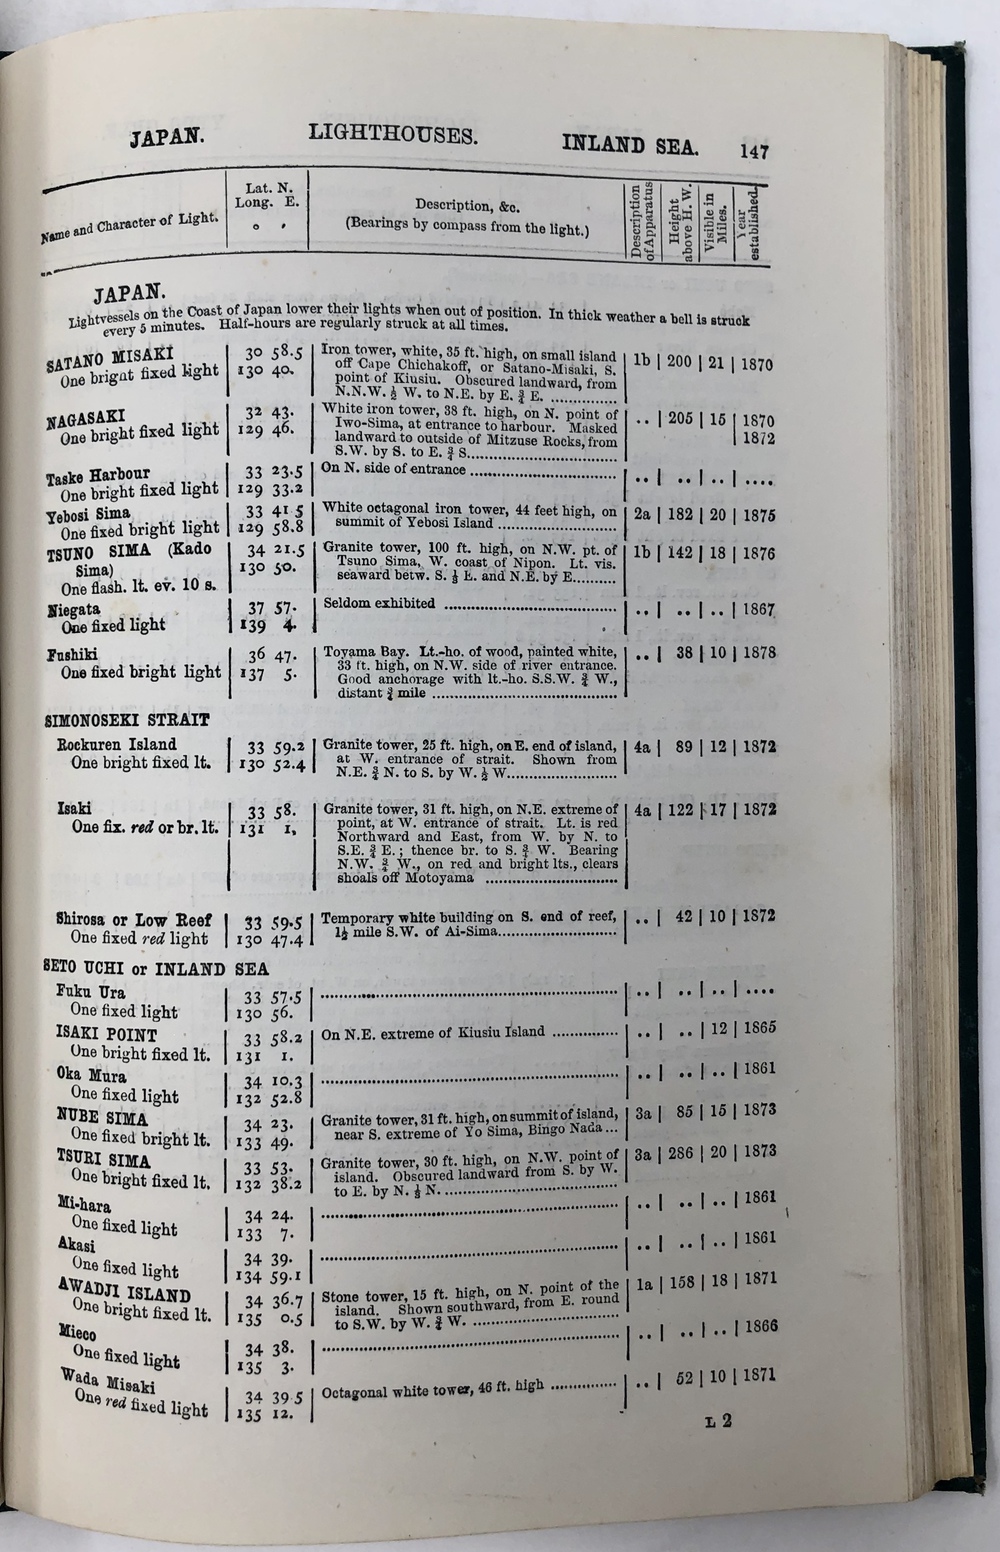 JAPAN. LIGHTHOUSES. INLAND SEA. 147
Name and Character of Light.
Lat. N.
Long. E.
° ′
Description, &c.
(Bearings by compass from the light.)
Description of Apparatus
Height above H. W.
Visible in Miles.
Year established.
JAPAN.
Lightvessels on the Coast of Japan lower their lights when out of position. In thick weather a bell is struck
every 5 minutes. Half-hours are regularly struck at all times.
SATANO MISAKI 30 58.5 Iron tower, white, 35 ft. high, on small island 1b 200 21 1870
One brigat fixed light 130 40. off Cape Chichakoff, or Satano-Misaki, S.
point of Kiusiu. Obscured landward, from
N.N.W. ½ W. to N.E. by E. ¾ E. ...............
NAGASAKI 32 43. White iron tower, 38 ft. high, on N. point of .. 205 15 1870
One bright fixed light 129 46. Iwo-Sima, at entrance to harbour. Masked 1872
landward to outside of Mitzuse Rocks, from
S.W. by S. to E. ¾ S.................................
Taske Harbour 33 23.5 On N. side of entrance ................................. .. .. .. ....
One bright fixed light 129 33.2
Yebosi Sima 33 41 5 White octagonal iron tower, 44 feet high, on 2a 182 20 1875
One fixed bright light 129 58.8 summit of Yebosi Island ..........................
TSUNO SIMA (Kado 34 21.5 Granite tower, 100 ft. high, on N.W. pt. of 1b 142 18 1876
Sima) 130 50. Tsuno Sima, W. coast of Nipon. Lt. vis.
One flash. lt. ev. 10 s. seaward betw. S. ½ E. and N.E. by E..........
Niegata 37 57. Seldom exhibited ...................................... .. .. .. 1867
One fixed light 139 4.
Fushiki 36 47. Toyama Bay. Lt.-ho. of wood, painted white, .. 38 10 1878
One fixed bright light 137 5. 33 ft. high, on N.W. side of river entrance.
Good anchorage with lt.-ho. S.S.W. ¾ W.,
distant ¾ mile .........................................
SIMONOSEKI STRAIT
Rockuren Island 33 59.2 Granite tower, 25 ft. high, on E. end of island, 4a 89 12 1872
One bright fixed lt. 130 52.4 at W. entrance of strait. Shown from
N.E. ¾ N. to S. by W. ½ W........................
Isaki 33 58. Granite tower, 31 ft. high, on N.E. extreme of 4a 122 17 1872
One fix. red or br. lt. 131 1. point, at W. entrance of strait. Lt. is red
Northward and East, from W. by N. to
S.E. ¾ E.; thence br. to S. ¾ W. Bearing
N.W. ¾ W., on red and bright lts., clears
shoals off Motoyama .............................
Shirosa or Low Reef 33 59.5 Temporary white building on S. end of reef, .. 42 10 1872
One fixed red light 130 47.4 1½ mile S.W. of Ai-Sima..........................
SETO UCHI or INLAND SEA
Fuku Ura 33 57.5 .................................................................. .. .. .. ....
One fixed light 130 56.
ISAKI POINT 33 58.2 On N.E. extreme of Kiusiu Island .............. .. .. 12 1865
One bright fixed lt. 131 1.
Oka Mura 34 10.3 .................................................................. .. .. .. 1861
One fixed light 132 52.8
NUBE SIMA 34 23. Granite tower, 31 ft. high, on summit of island, 3a 85 15 1873
One fixed bright lt. 133 49. near S. extreme of Yo Sima, Bingo Nada ...
TSURI SIMA 33 53. Granite tower, 30 ft. high, on N.W. point of 3a 286 20 1873
One bright fixed lt. 132 38.2 island. Obscured landward from S. by W.
to E. by N. ½ N. .......................................
Mi-hara 34 24. .................................................................. .. .. .. 1861
One fixed light 133 7.
Akasi 34 39. .................................................................. .. .. .. 1861
One fixed light 134 59.1
AWADJI ISLAND 34 36.7 Stone tower, 15 ft. high, on N. point of the 1a 158 18 1871
One bright fixed lt. 135 0.5 island. Shown southward, from E. round
to S.W. by W. ¾ W. .................................
Mieco 34 38. .................................................................. .. .. .. 1866
One fixed light 135 3.
Wada Misaki 34 39 5 Octagonal white tower, 46 ft. high .............. .. 52 10 1871
One red fixed light 135 12.
L 2